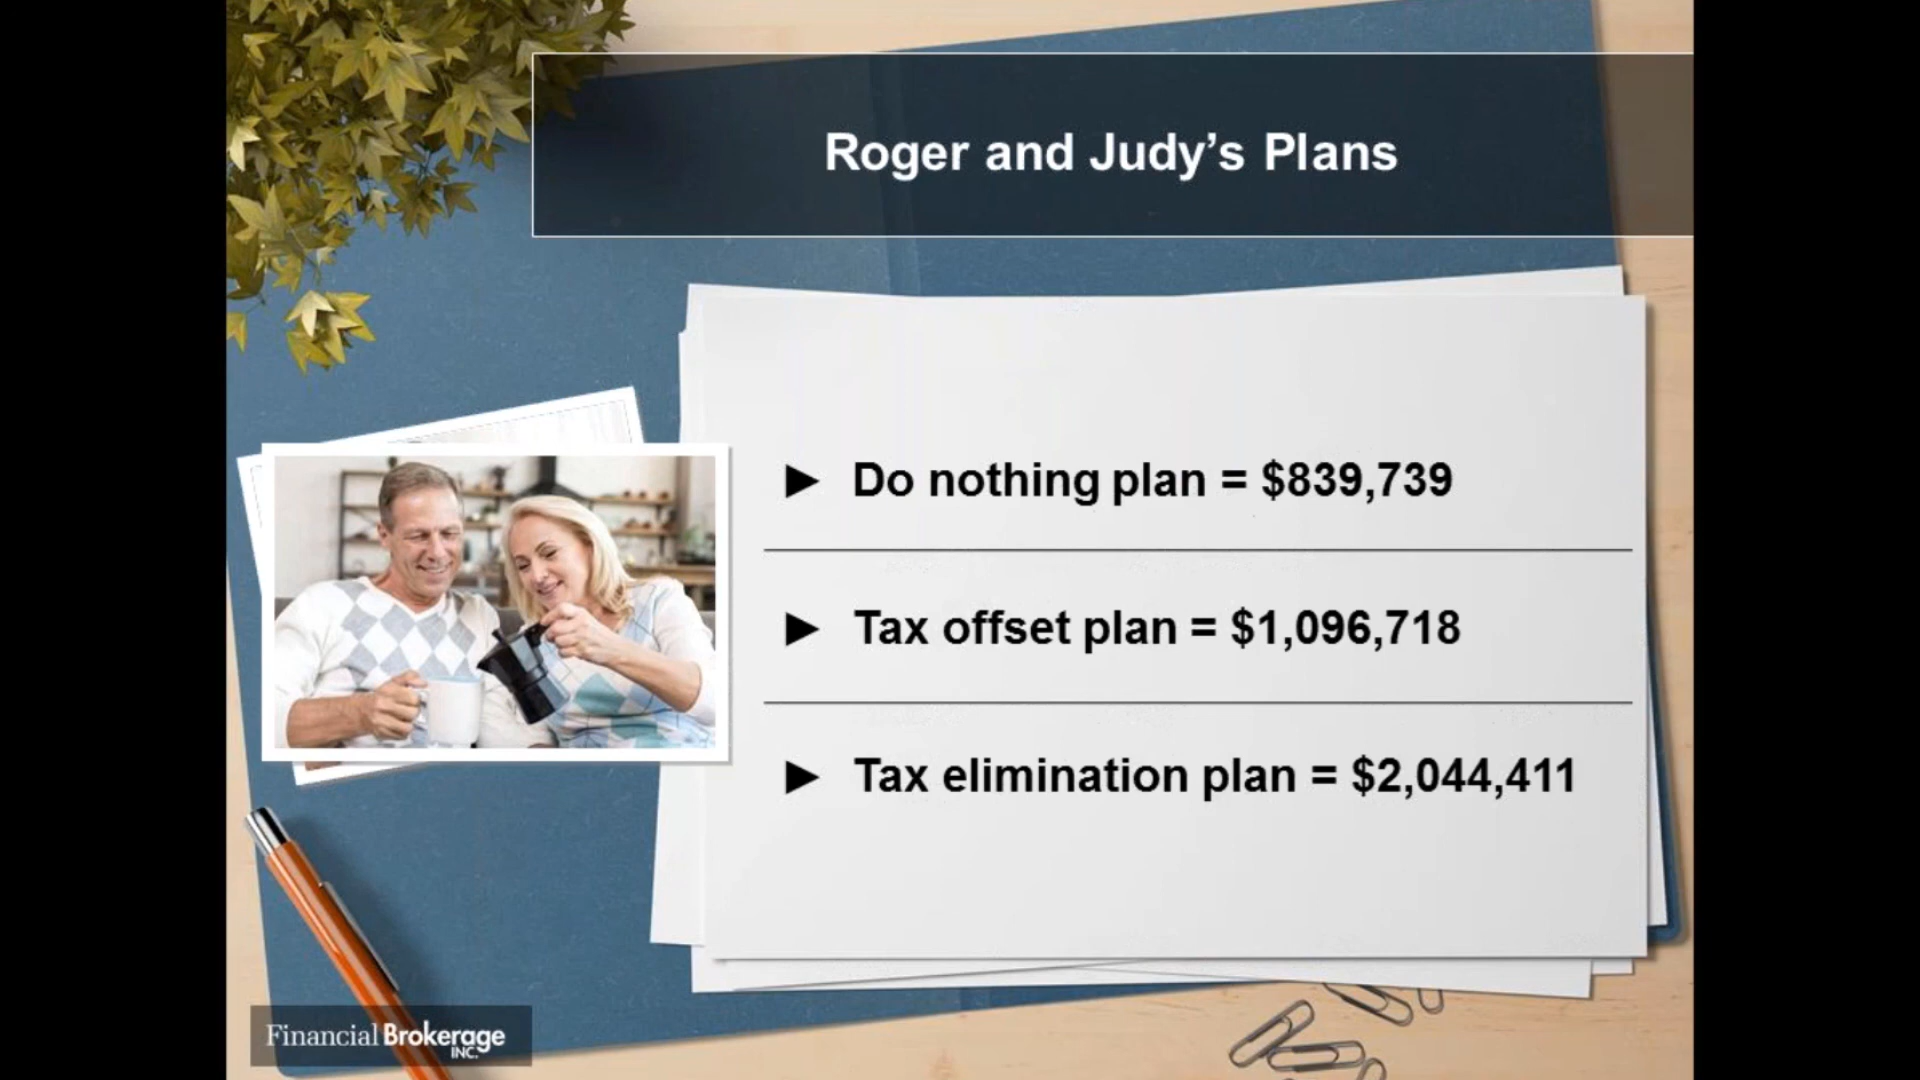 Roger and Judy’s Plans
► Do nothing plan = $839,739
► Tax offset plan = $1,096,718
► Tax elimination plan = $2,044,411
Financial Brokerage
INC.